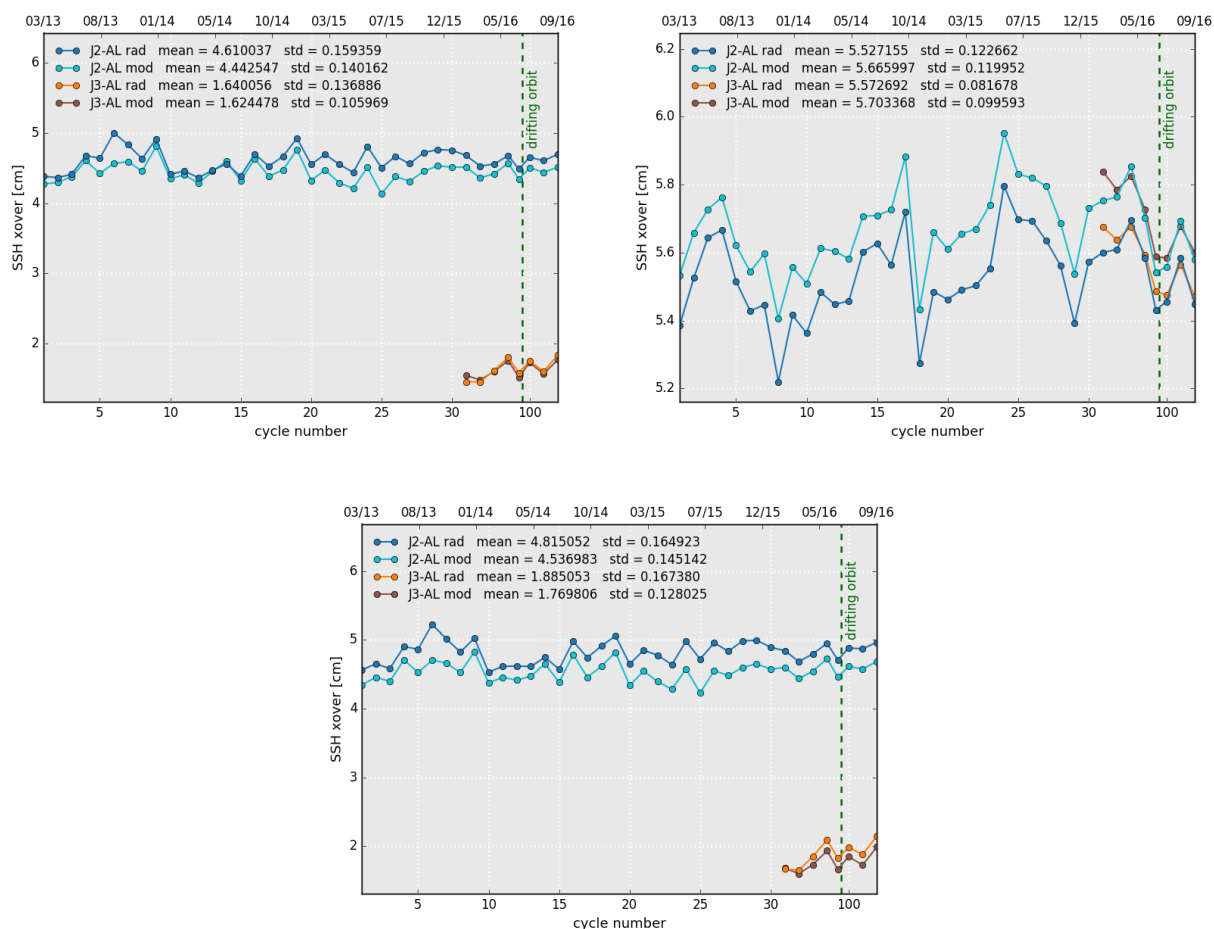 03/13 08/13 01/14 05/14 10/14 03/15 07/15 12/15 05/16 09/16
J2-AL rad mean = 4.610037 std = 0.159359
J2-AL mod mean = 4.442547 std = 0.140162
J3-AL rad mean = 1.640056 std = 0.136886
J3-AL mod mean = 1.624478 std = 0.105969
drifting orbit
SSH xover [cm]
6
5
4
3
2
5 10 15 20 25 30 100
cycle number
03/13 08/13 01/14 05/14 10/14 03/15 07/15 12/15 05/16 09/16
J2-AL rad mean = 5.527155 std = 0.122662
J2-AL mod mean = 5.665997 std = 0.119952
J3-AL rad mean = 5.572692 std = 0.081678
J3-AL mod mean = 5.703368 std = 0.099593
drifting orbit
SSH xover [cm]
6.2
6.0
5.8
5.6
5.4
5.2
5 10 15 20 25 30 100
cycle number
03/13 08/13 01/14 05/14 10/14 03/15 07/15 12/15 05/16 09/16
J2-AL rad mean = 4.815052 std = 0.164923
J2-AL mod mean = 4.536983 std = 0.145142
J3-AL rad mean = 1.885053 std = 0.167380
J3-AL mod mean = 1.769806 std = 0.128025
drifting orbit
SSH xover [cm]
6
5
4
3
2
5 10 15 20 25 30 100
cycle number